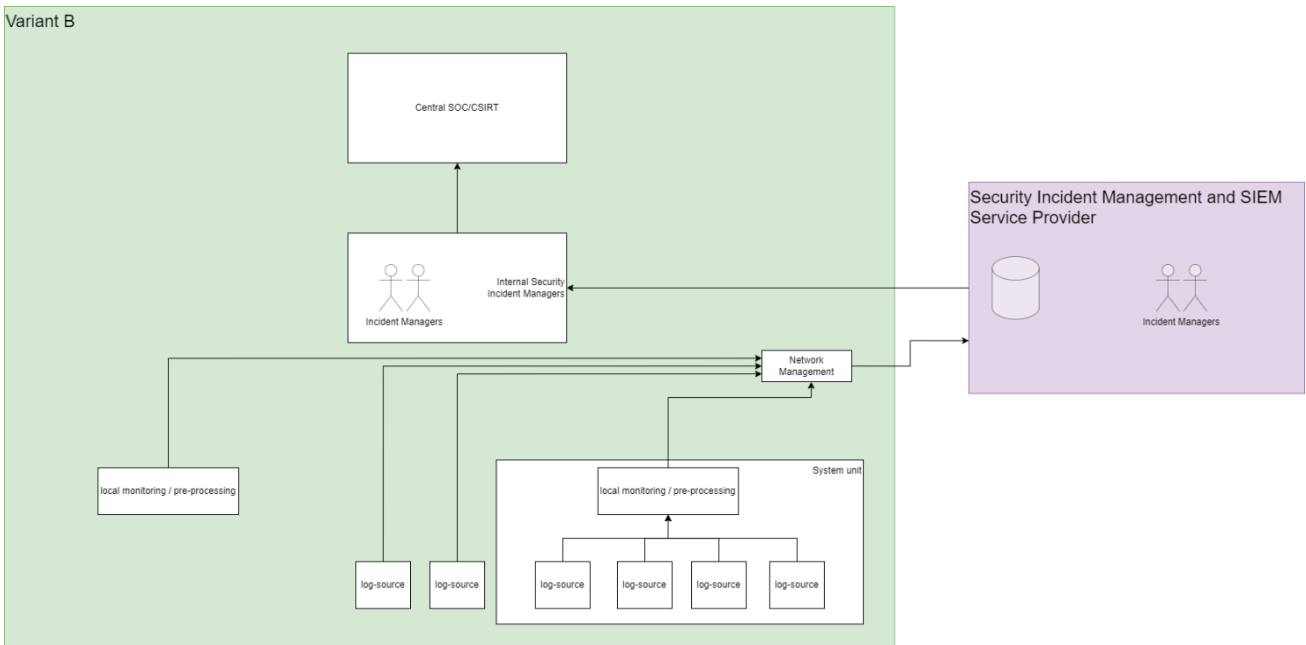 Variant B
Central SOC/CSIRT
Security Incident Management and SIEM
Service Provider
Internal Security
Incident Managers
Incident Managers
Incident Managers
Network
Management
System unit
local monitoring / pre-processing
local monitoring / pre-processing
log-source
log-source
log-source
log-source
log-source
log-source